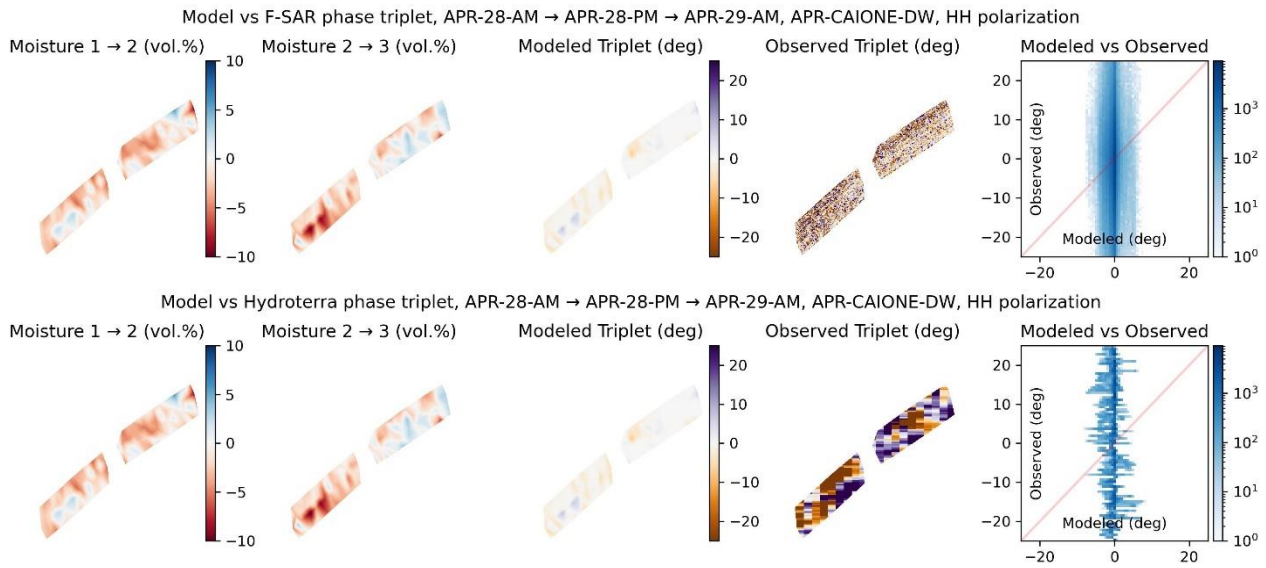 Model vs F-SAR phase triplet, APR-28-AM → APR-28-PM → APR-29-AM, APR-CAIONE-DW, HH polarization
Moisture 1 → 2 (vol.%)
Moisture 2 → 3 (vol.%)
Modeled Triplet (deg)
Observed Triplet (deg)
Modeled vs Observed
10
5
0
−5
−10
20
10
0
−10
−20
20
10
0
−10
−20
Observed (deg)
Modeled (deg)
−20
0
20
10³
10²
10¹
10⁰
Model vs Hydroterra phase triplet, APR-28-AM → APR-28-PM → APR-29-AM, APR-CAIONE-DW, HH polarization
Moisture 1 → 2 (vol.%)
Moisture 2 → 3 (vol.%)
Modeled Triplet (deg)
Observed Triplet (deg)
Modeled vs Observed
10
5
0
−5
−10
20
10
0
−10
−20
20
10
0
−10
−20
Observed (deg)
Modeled (deg)
−20
0
20
10³
10²
10¹
10⁰